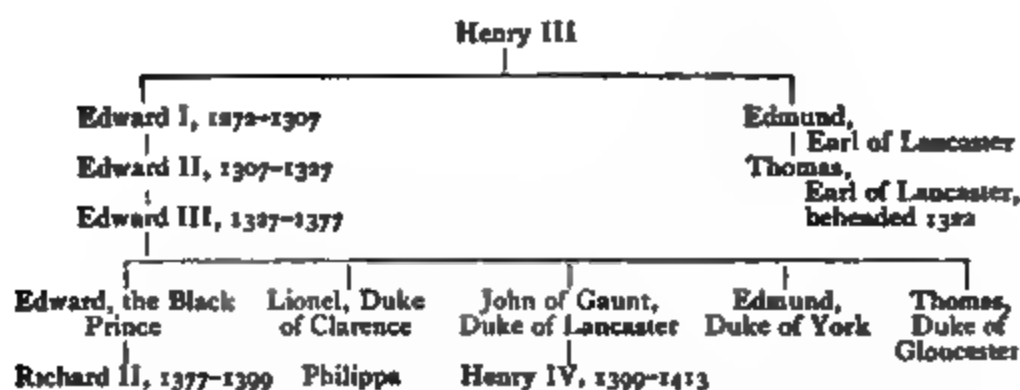 Henry III
Edward I, 1272-1307
Edmund,
Earl of Lancaster
Edward II, 1307-1327
Thomas,
Earl of Lancaster,
beheaded 1322
Edward III, 1327-1377
Edward, the Black
Prince
Lionel, Duke
of Clarence
John of Gaunt,
Duke of Lancaster
Edmund,
Duke of York
Thomas,
Duke of
Gloucester
Richard II, 1377-1399
Philippa
Henry IV, 1399-1413